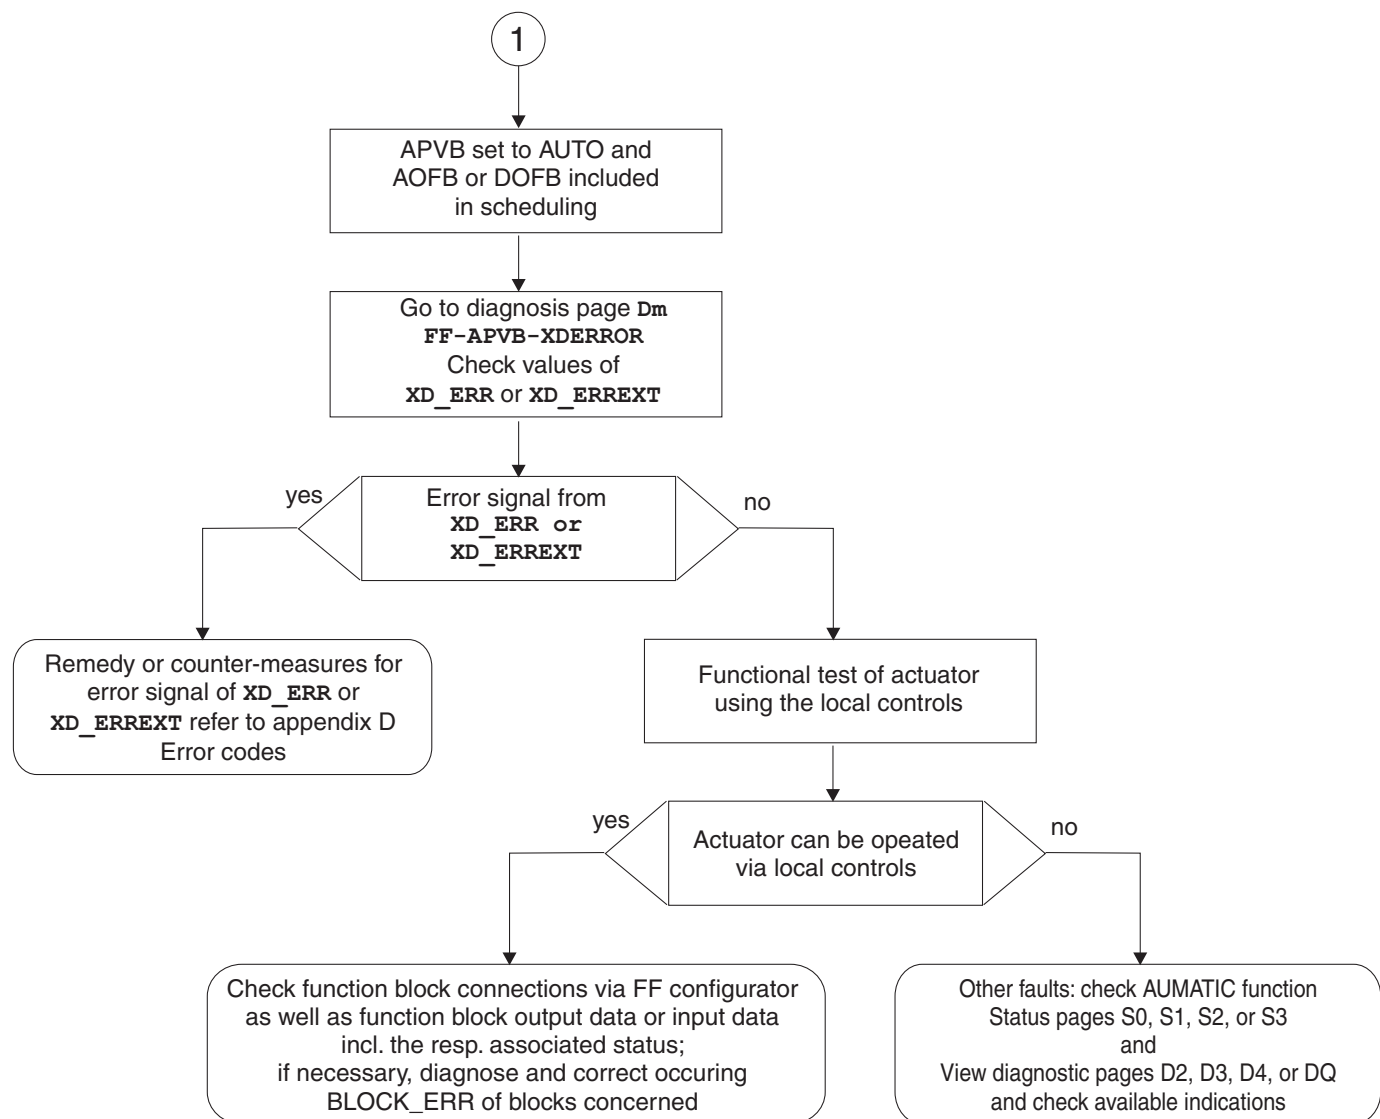 1
APVB set to AUTO and
AOFB or DOFB included
in scheduling
Go to diagnosis page Dm
FF-APVB-XDERROR
Check values of
XD_ERR or XD_ERREXT
yes
Error signal from
XD_ERR or
XD_ERREXT
no
Remedy or counter-measures for
error signal of XD_ERR or
XD_ERREXT refer to appendix D
Error codes
Functional test of actuator
using the local controls
yes
Actuator can be opeated
via local controls
no
Check function block connections via FF configurator
as well as function block output data or input data
incl. the resp. associated status;
if necessary, diagnose and correct occuring
BLOCK_ERR of blocks concerned
Other faults: check AUMATIC function
Status pages S0, S1, S2, or S3
and
View diagnostic pages D2, D3, D4, or DQ
and check available indications